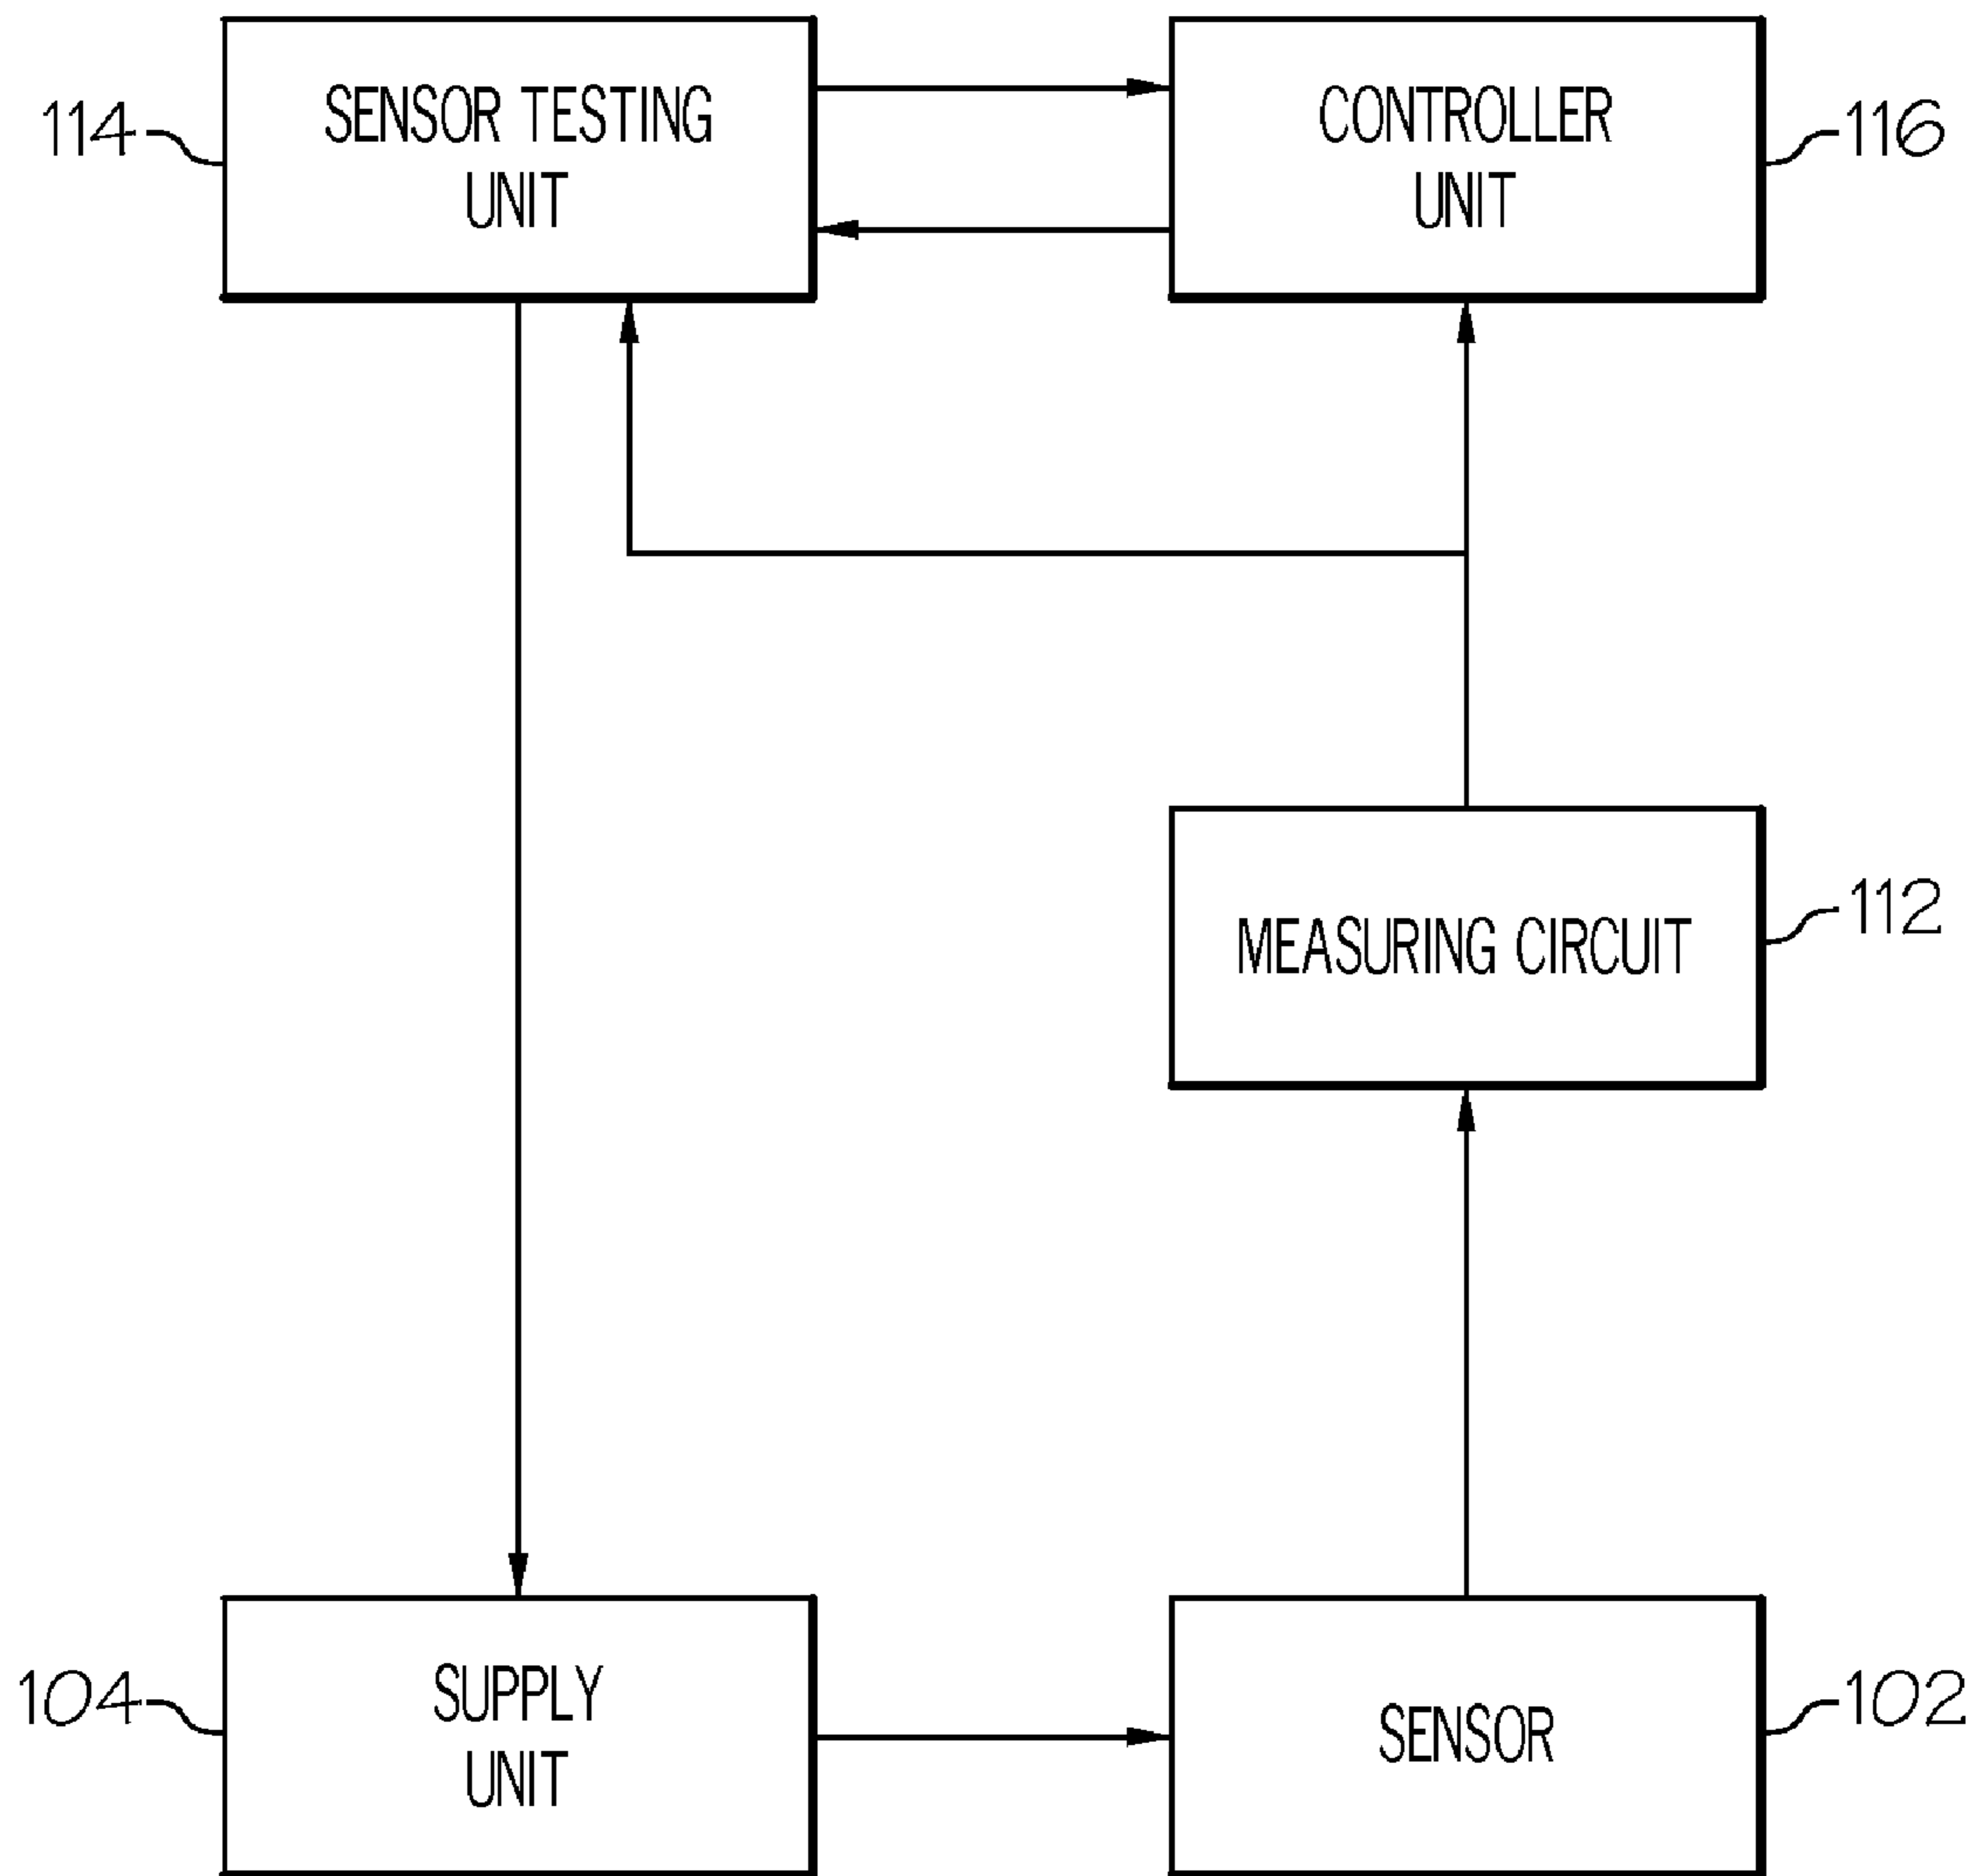 114
SENSOR TESTING
UNIT
CONTROLLER
UNIT
116
MEASURING CIRCUIT
112
104
SUPPLY
UNIT
SENSOR
102